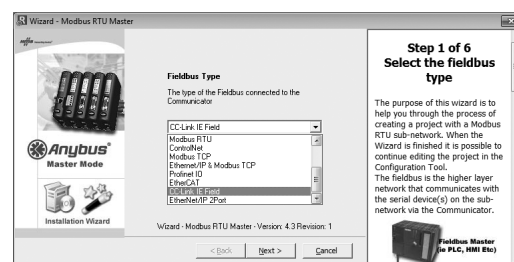 Wizard - Modbus RTU Master
Anybus®
Master Mode
Installation Wizard
Fieldbus Type
The type of the Fieldbus connected to the
Communicator
CC-Link IE Field
Modbus RTU
ControlNet
Modbus TCP
Ethernet/IP & Modbus TCP
Profinet IO
EtherCAT
CC-Link IE Field
EtherNet/IP 2Port
Wizard - Modbus RTU Master - Version: 4.3 Revision: 1
< Back
Next >
Cancel
Step 1 of 6
Select the fieldbus
type
The purpose of this wizard is to
help you through the process of
creating a project with a Modbus
RTU sub-network. When the
Wizard is finished it is possible to
continue editing the project in the
Configuration Tool.
The fieldbus is the higher layer
network that communicates with
the serial device(s) on the sub-
network via the Communicator.
Fieldbus Master
(ie PLC, HMI Etc)